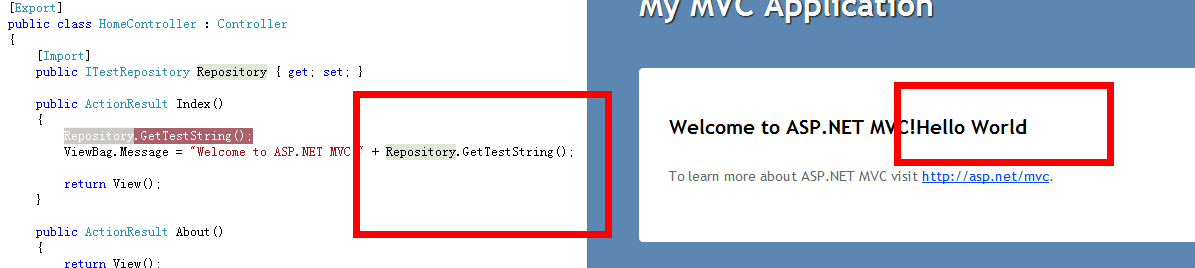 [Export]
public class HomeController : Controller
{
[Import]
public ITestRepository Repository { get; set; }
public ActionResult Index()
{
Repository.GetTestString();
ViewBag.Message = "Welcome to ASP.NET MVC!" + Repository.GetTestString();
return View();
}
public ActionResult About()
{
return View();
My MVC Application
Welcome to ASP.NET MVC!Hello World
To learn more about ASP.NET MVC visit http://asp.net/mvc.